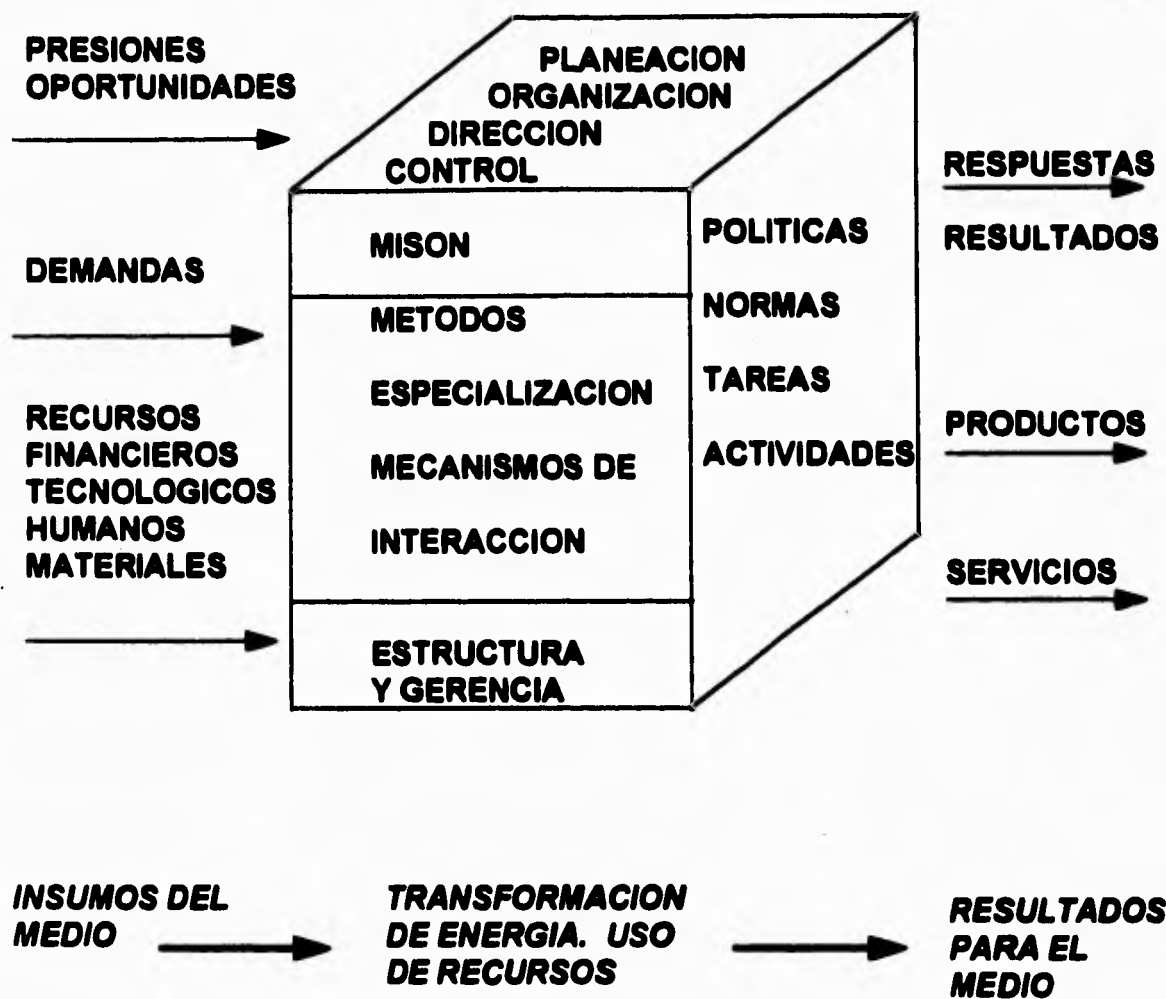 PRESIONES
OPORTUNIDADES
DEMANDAS
RECURSOS
FINANCIEROS
TECNOLOGICOS
HUMANOS
MATERIALES
PLANEACION
ORGANIZACION
DIRECCION
CONTROL
MISON
METODOS
ESPECIALIZACION
MECANISMOS DE
INTERACCION
ESTRUCTURA
Y GERENCIA
POLITICAS
NORMAS
TAREAS
ACTIVIDADES
RESPUESTAS
RESULTADOS
PRODUCTOS
SERVICIOS
INSUMOS DEL
MEDIO
TRANSFORMACION
DE ENERGIA. USO
DE RECURSOS
RESULTADOS
PARA EL
MEDIO